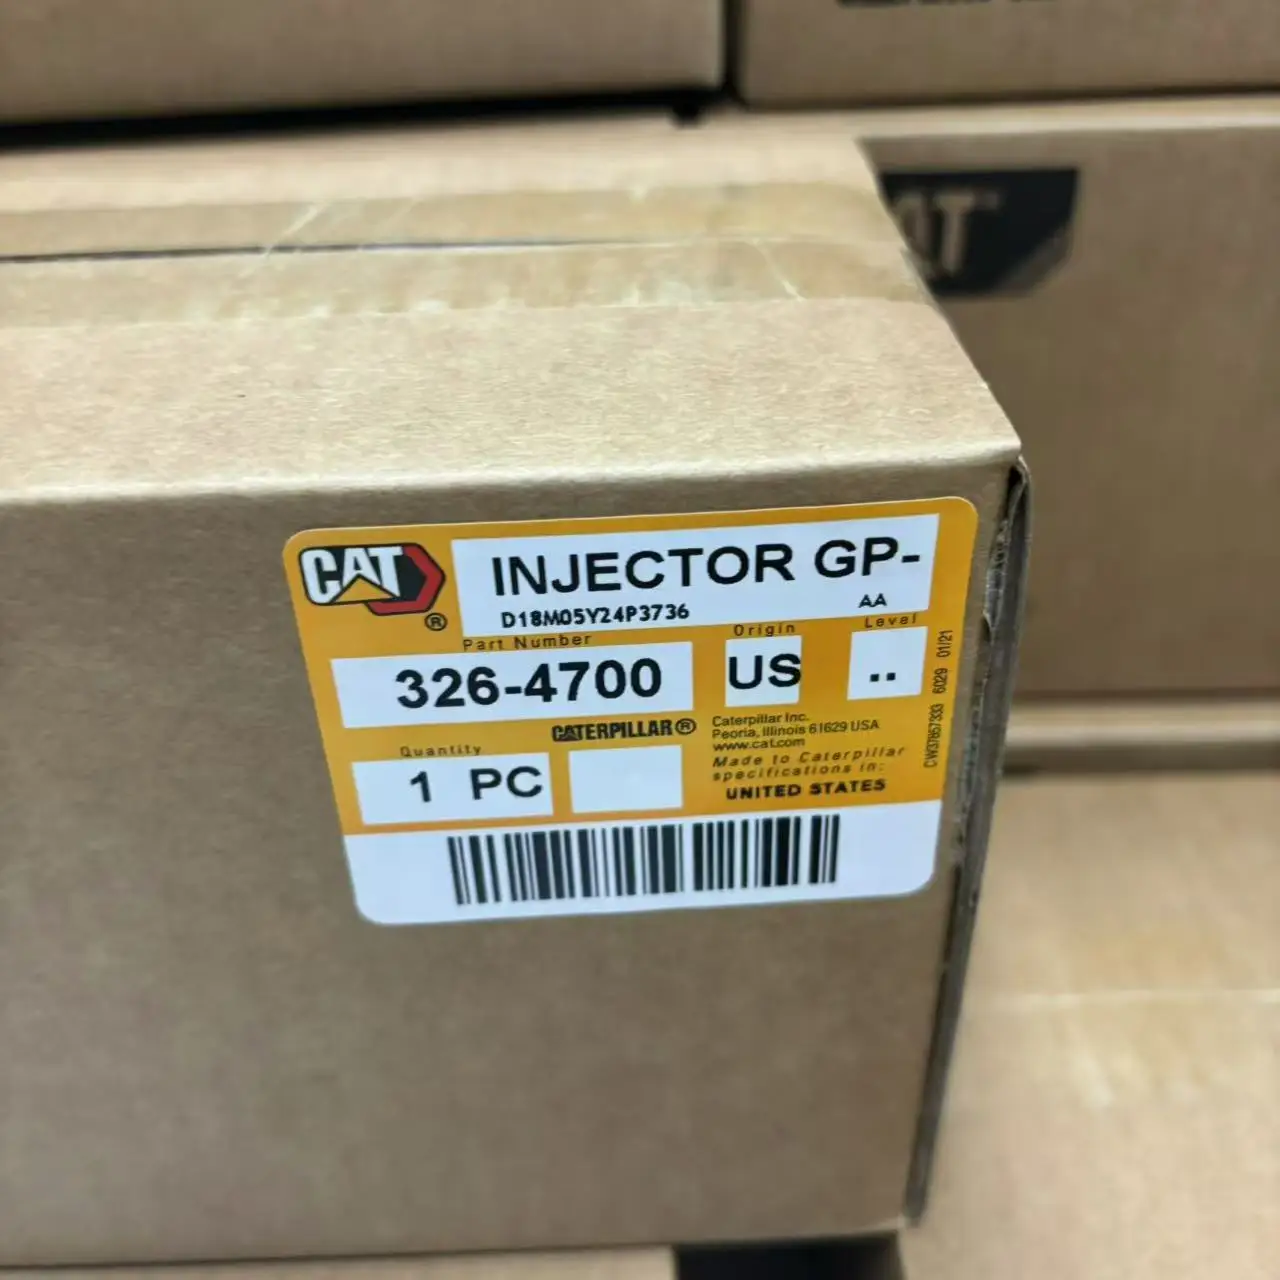 CAT
INJECTOR GP-
D18M05Y24P3736
AA
Part Number
Origin
Level
326-4700
US
..
CATERPILLAR®
Caterpillar Inc.
Peoria, Illinois 61629 USA
www.cat.com
Made to Caterpillar
specifications in:
UNITED STATES
Quantity
1 PC
CW37857333 6029 01/21